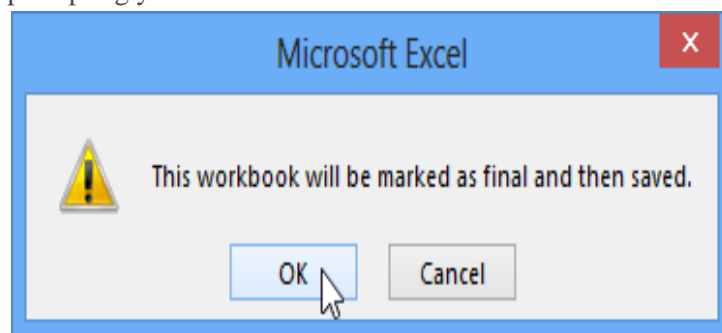 Microsoft Excel
x
This workbook will be marked as final and then saved.
OK
Cancel